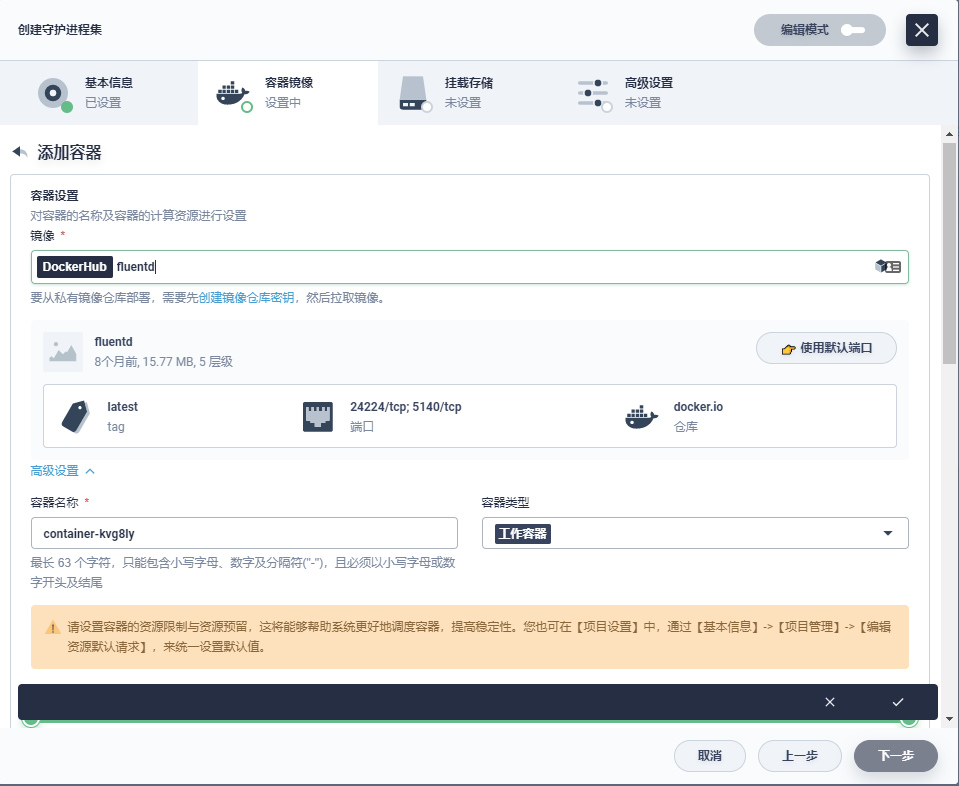 创建守护进程集
编辑模式
基本信息
已设置
容器镜像
设置中
挂载存储
未设置
高级设置
未设置
添加容器
容器设置
对容器的名称及容器的计算资源进行设置
镜像 *
DockerHub fluentd
要从私有镜像仓库部署，需要先创建镜像仓库密钥，然后拉取镜像。
fluentd
8个月前, 15.77 MB, 5 层级
使用默认端口
latest
tag
24224/tcp; 5140/tcp
端口
docker.io
仓库
高级设置
容器名称 *
容器类型
container-kvg8ly
工作容器
最长 63 个字符，只能包含小写字母、数字及分隔符("-")，且必须以小写字母或数
字开头及结尾
请设置容器的资源限制与资源预留，这将能够帮助系统更好地调度容器，提高稳定性。您也可在【项目设置】中，通过【基本信息】->【项目管理】->【编辑
资源默认请求】，来统一设置默认值。
取消
上一步
下一步